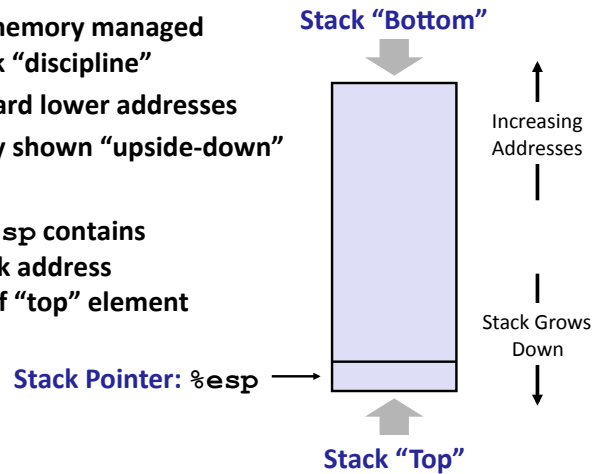 Stack “Bottom”
memory managed
k “discipline”
ard lower addresses
y shown “upside-down”
sp contains
k address
f “top” element
Increasing
Addresses
Stack Grows
Down
Stack Pointer: %esp
Stack “Top”